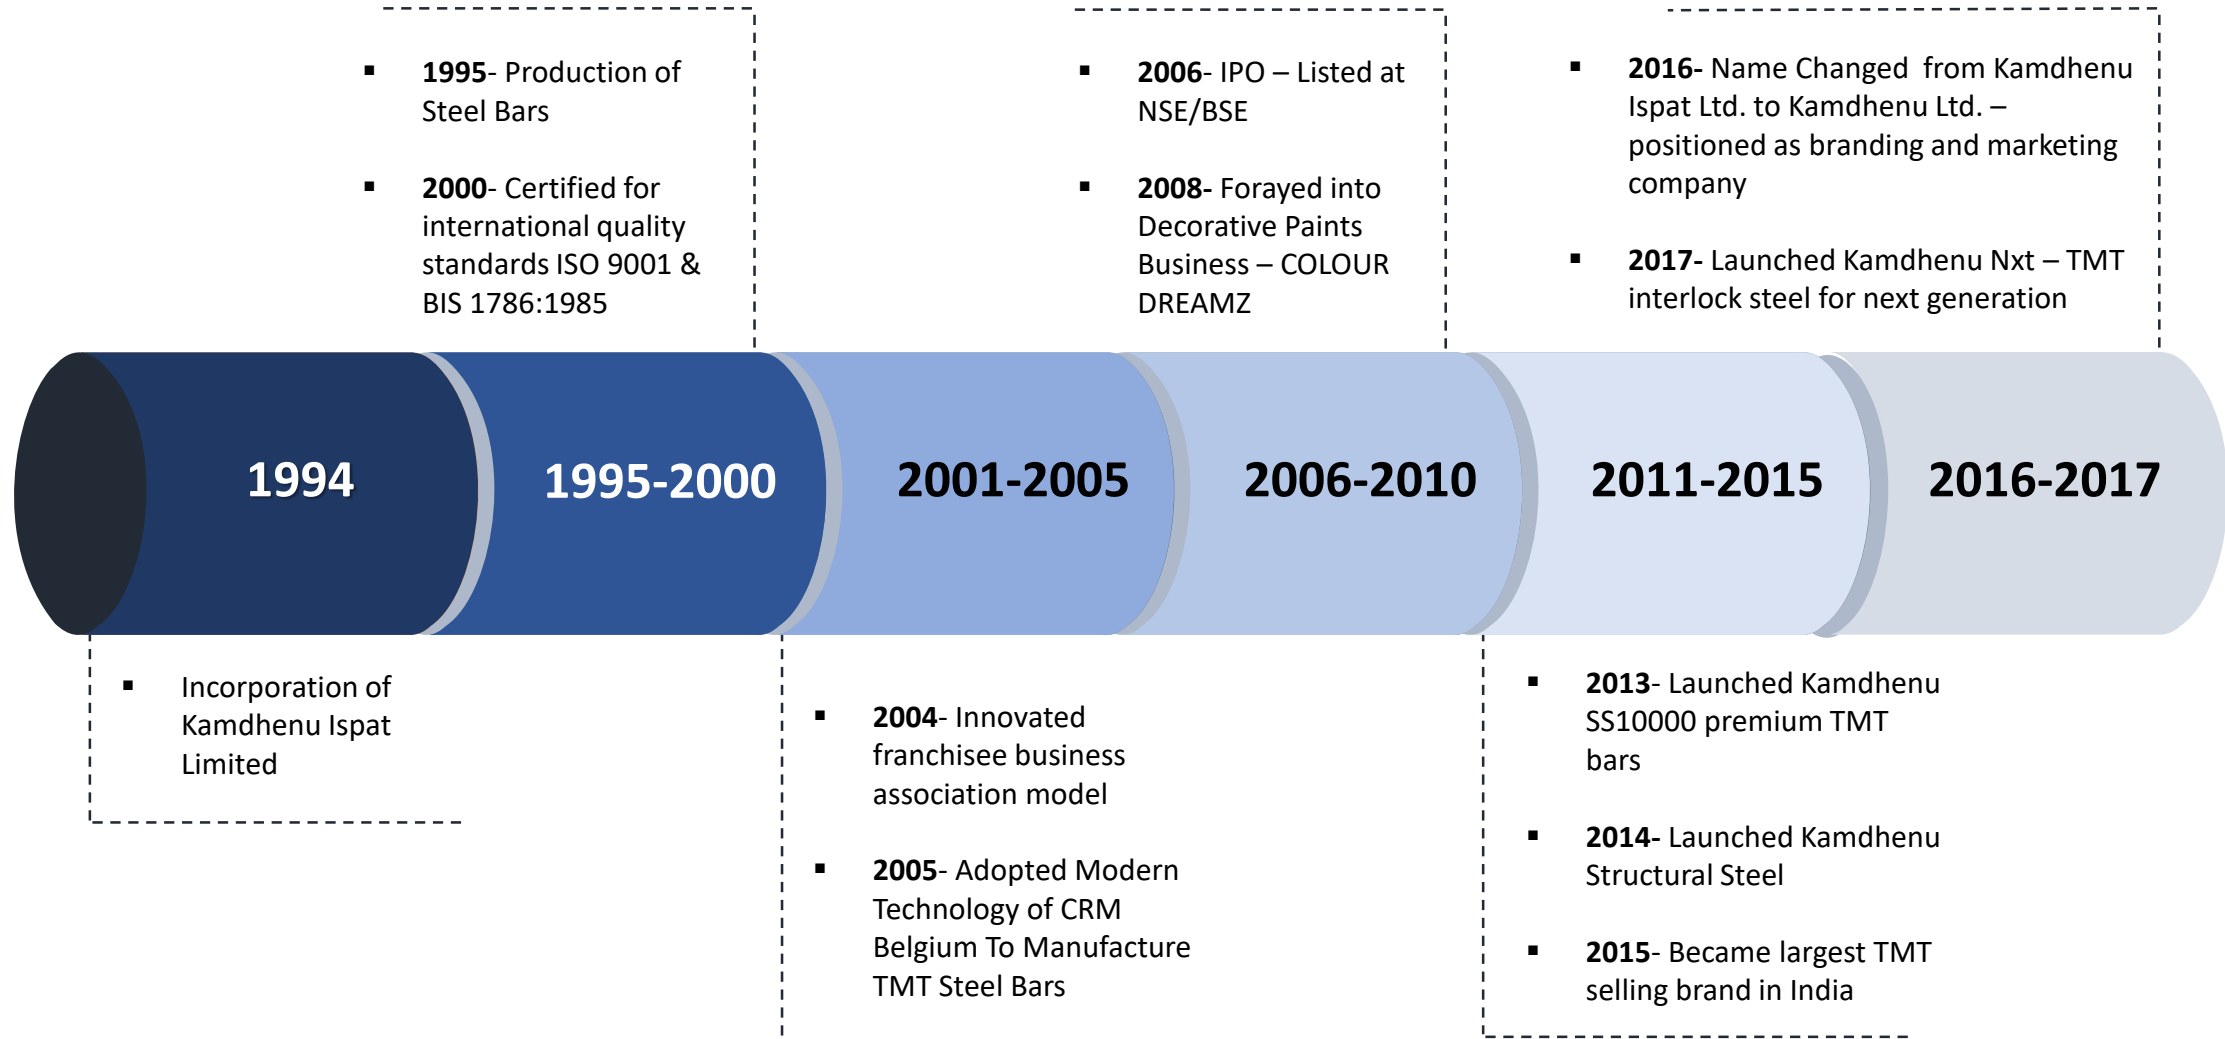 ▪ 1995- Production of
Steel Bars
▪ 2000- Certified for
international quality
standards ISO 9001 &
BIS 1786:1985
▪ 2006- IPO – Listed at
NSE/BSE
▪ 2008- Forayed into
Decorative Paints
Business – COLOUR
DREAMZ
▪ 2016- Name Changed from Kamdhenu
Ispat Ltd. to Kamdhenu Ltd. –
positioned as branding and marketing
company
▪ 2017- Launched Kamdhenu Nxt – TMT
interlock steel for next generation
1994
1995-2000
2001-2005
2006-2010
2011-2015
2016-2017
▪ Incorporation of
Kamdhenu Ispat
Limited
▪ 2004- Innovated
franchisee business
association model
▪ 2005- Adopted Modern
Technology of CRM
Belgium To Manufacture
TMT Steel Bars
▪ 2013- Launched Kamdhenu
SS10000 premium TMT
bars
▪ 2014- Launched Kamdhenu
Structural Steel
▪ 2015- Became largest TMT
selling brand in India